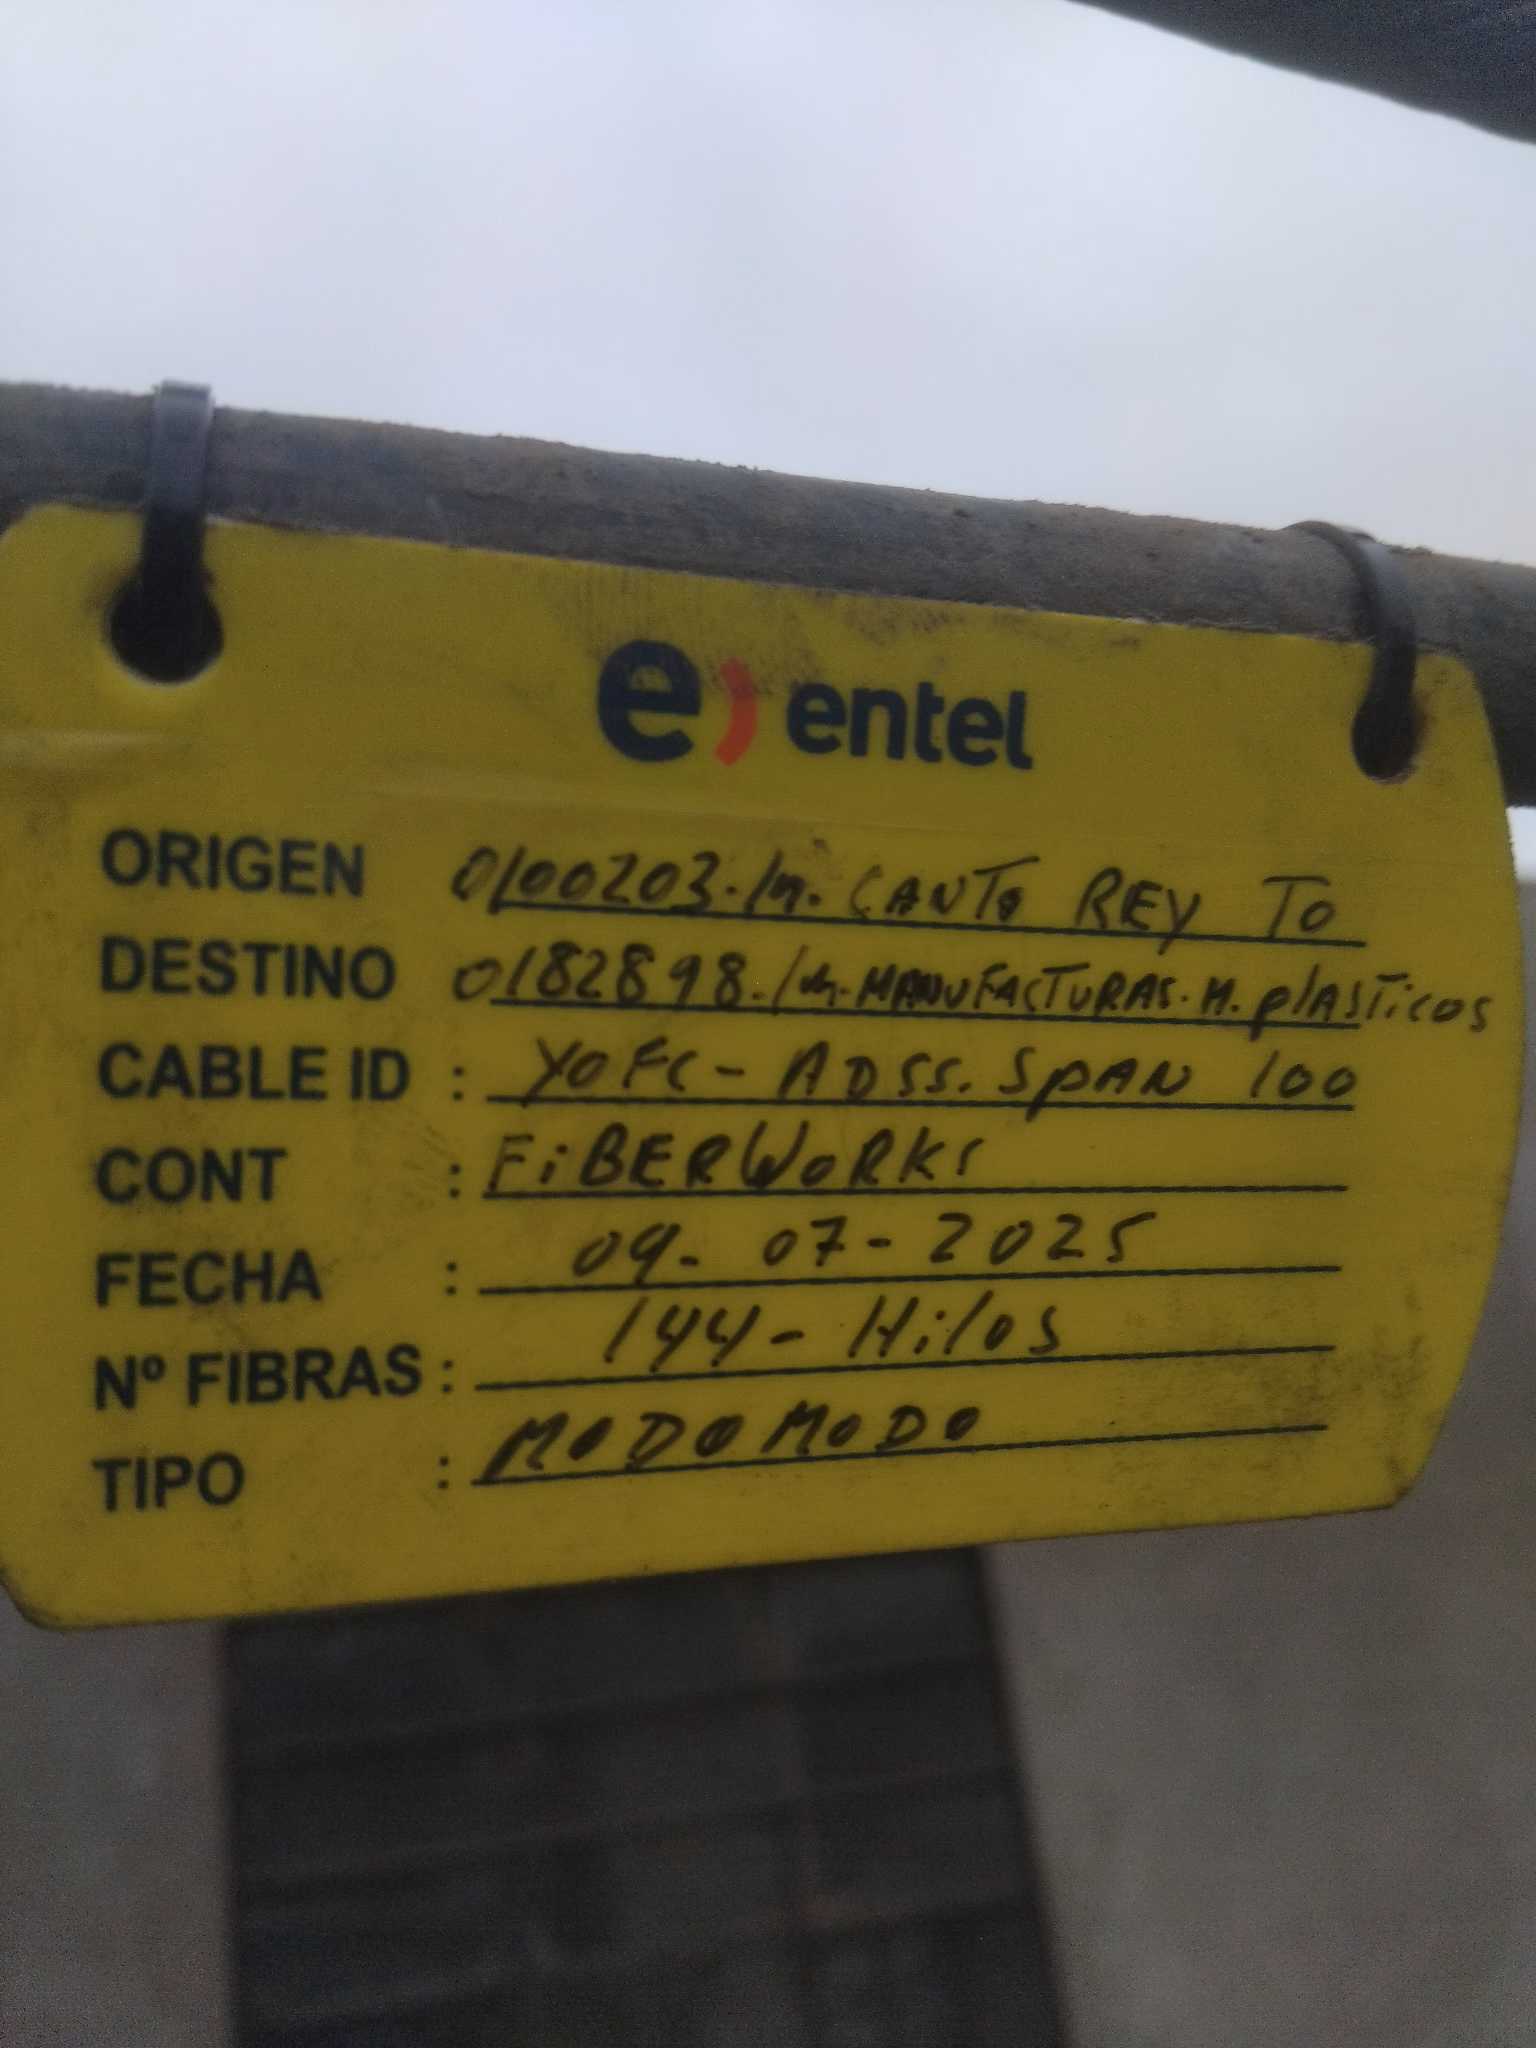 e) entel
ORIGEN 0100203.lm. CANTO REY TO
DESTINO 0182898.lm. MANUFACTURAS. H. plASTicos
CABLE ID : YOFC - ADSS. SPAN 100
CONT : FiBERWORKS
FECHA : 09- 07-2025
Nº FIBRAS : 144- Hilos
TIPO : MODOMODO